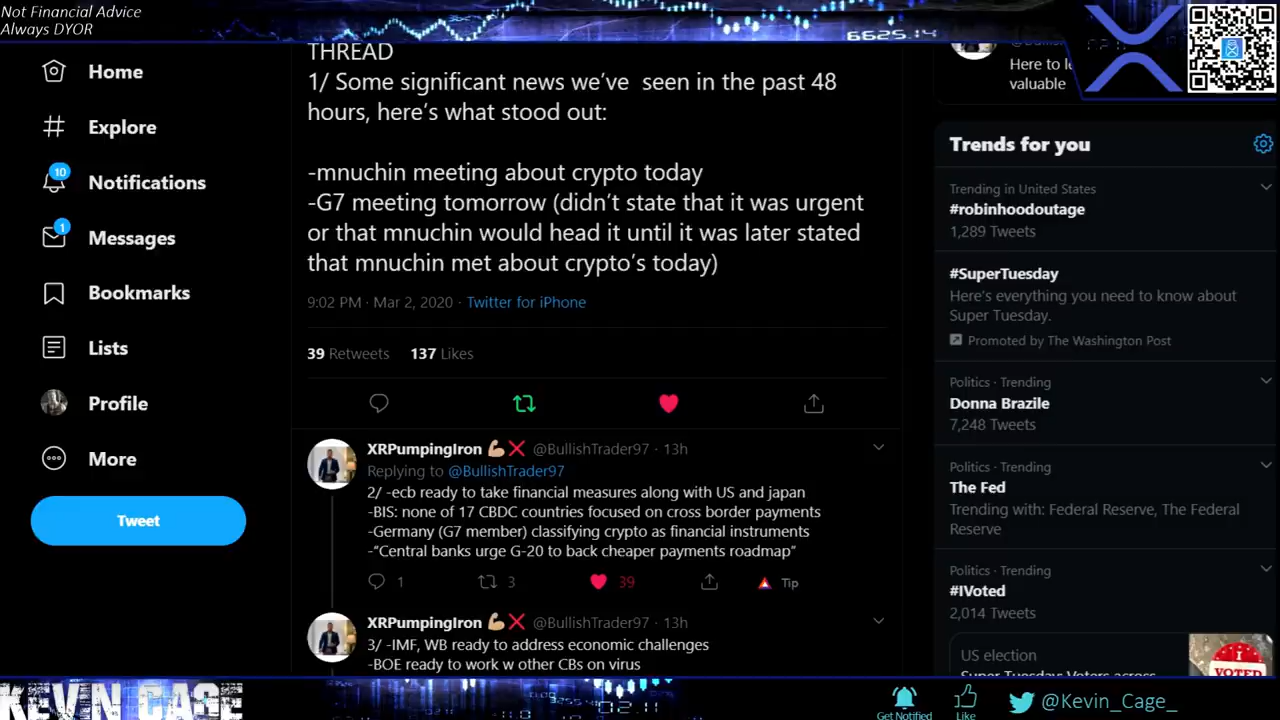 Not Financial Advice
Always DYOR
6625.14
THREAD
1/ Some significant news we've seen in the past 48
hours, here's what stood out:
-mnuchin meeting about crypto today
-G7 meeting tomorrow (didn't state that it was urgent
or that mnuchin would head it until it was later stated
that mnuchin met about crypto's today)
9:02 PM · Mar 2, 2020 · Twitter for iPhone
39 Retweets 137 Likes
XRPumpingIron 💪🏼❌ @BullishTrader97 · 13h
Replying to @BullishTrader97
2/ -ecb ready to take financial measures along with US and japan
-BIS: none of 17 CBDC countries focused on cross border payments
-Germany (G7 member) classifying crypto as financial instruments
-“Central banks urge G-20 to back cheaper payments roadmap”
1 3 39 Tip
XRPumpingIron 💪🏼❌ @BullishTrader97 · 13h
3/ -IMF, WB ready to address economic challenges
-BOE ready to work w other CBs on virus
Home
Explore
10
Notifications
1
Messages
Bookmarks
Lists
Profile
More
Tweet
Here to
valuable
Trends for you
Trending in United States
#robinhoodoutage
1,289 Tweets
#SuperTuesday
Here's everything you need to know about
Super Tuesday.
Promoted by The Washington Post
Politics · Trending
Donna Brazile
7,248 Tweets
Politics · Trending
The Fed
Trending with: Federal Reserve, The Federal
Reserve
Politics · Trending
#IVoted
2,014 Tweets
US election
Super Tuesday: Voters across
I VOTED
KEVIN CAGE
Get Notified
Like
@Kevin_Cage_